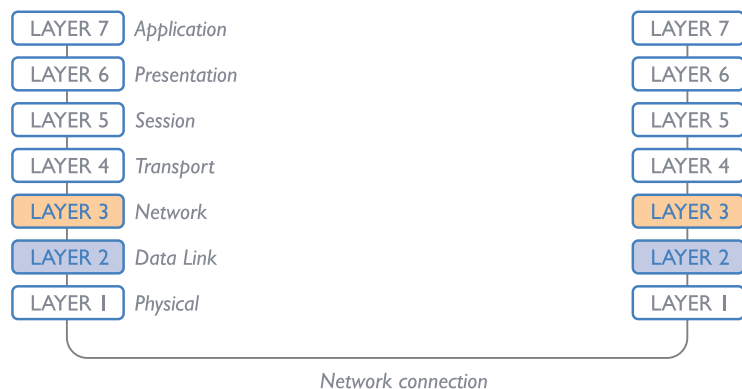 LAYER 7 Application LAYER 7
LAYER 6 Presentation LAYER 6
LAYER 5 Session LAYER 5
LAYER 4 Transport LAYER 4
LAYER 3 Network LAYER 3
LAYER 2 Data Link LAYER 2
LAYER 1 Physical LAYER 1
Network connection